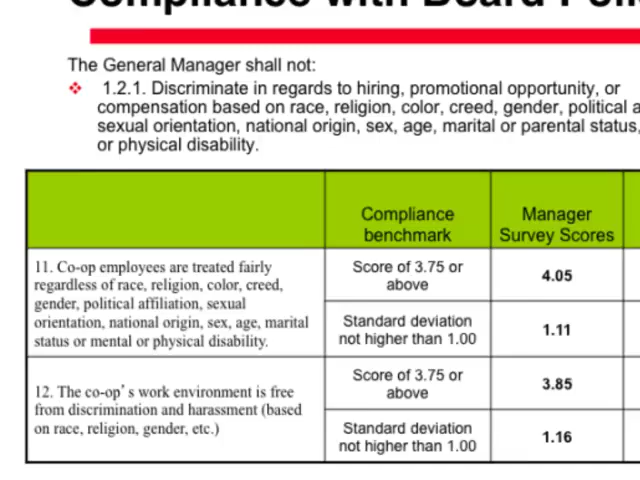 Compliance with Board
The General Manager shall not:
❖ 1.2.1. Discriminate in regards to hiring, promotional opportunity, or
compensation based on race, religion, color, creed, gender, political
sexual orientation, national origin, sex, age, marital or parental status,
or physical disability.
Compliance
benchmark
Manager
Survey Scores
11. Co-op employees are treated fairly
regardless of race, religion, color, creed,
gender, political affiliation, sexual
orientation, national origin, sex, age, marital
status or mental or physical disability.
Score of 3.75 or
above
4.05
Standard deviation
not higher than 1.00
1.11
12. The co-op’s work environment is free
from discrimination and harassment (based
on race, religion, gender, etc.)
Score of 3.75 or
above
3.85
Standard deviation
not higher than 1.00
1.16